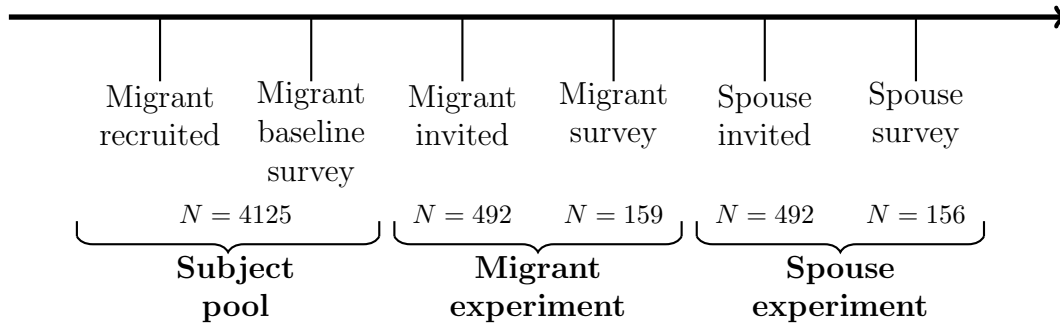 Migrant
recruited
Migrant
baseline
survey
Migrant
invited
Migrant
survey
Spouse
invited
Spouse
survey
N = 4125
N = 492
N = 159
N = 492
N = 156
Subject
pool
Migrant
experiment
Spouse
experiment